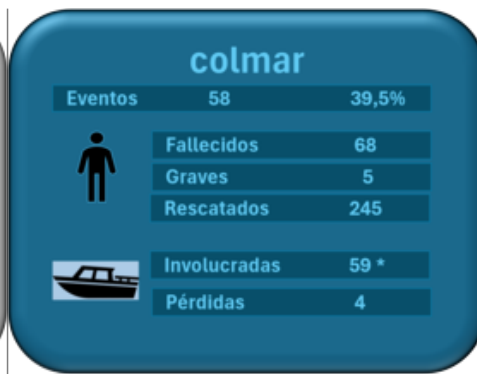 colmar
Eventos 58 39,5%
Fallecidos 68
Graves 5
Rescatados 245
Involucradas 59 *
Pérdidas 4